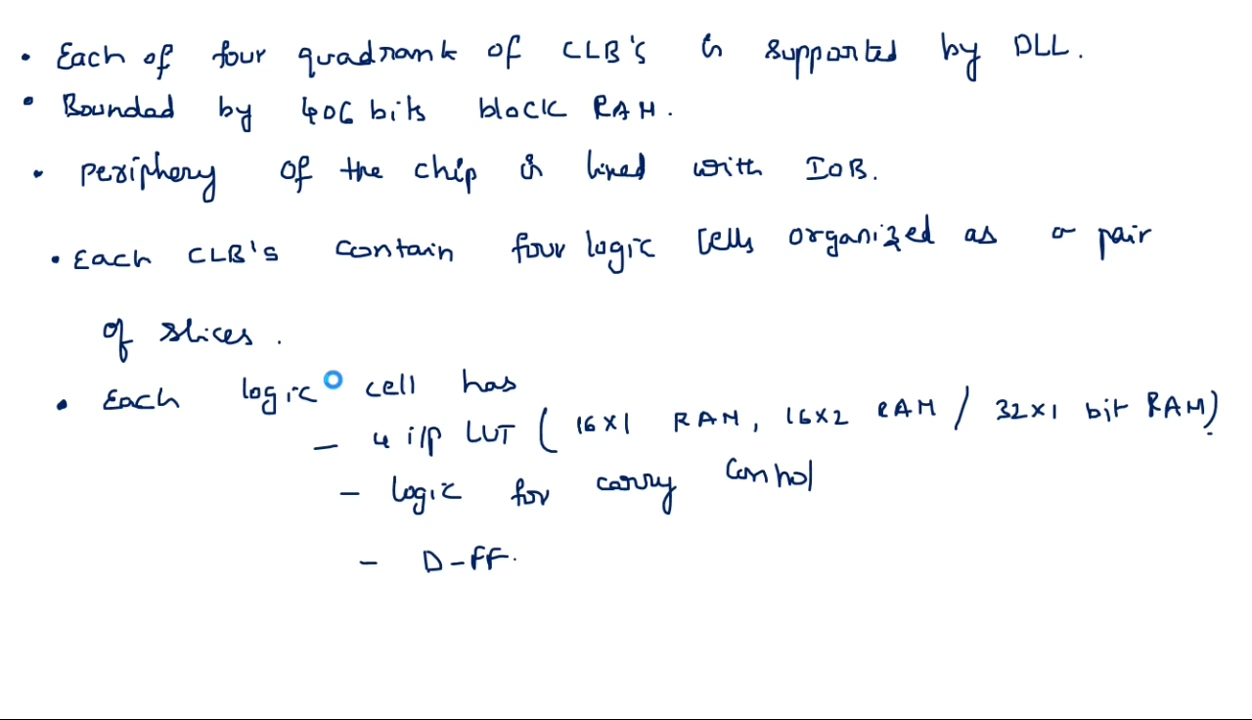 • Each of four quadrank of CLB's is supported by DLL.
• Bounded by 406 bits block RAM.
• periphery of the chip is lined with IOB.
• Each CLB's contain four logic cells organized as a pair
of slices.
• Each logic cell has
- 4 i/p LUT ( 16X1 RAM, 16X2 RAM / 32X1 bit RAM)
- logic for carry control
- D-FF.